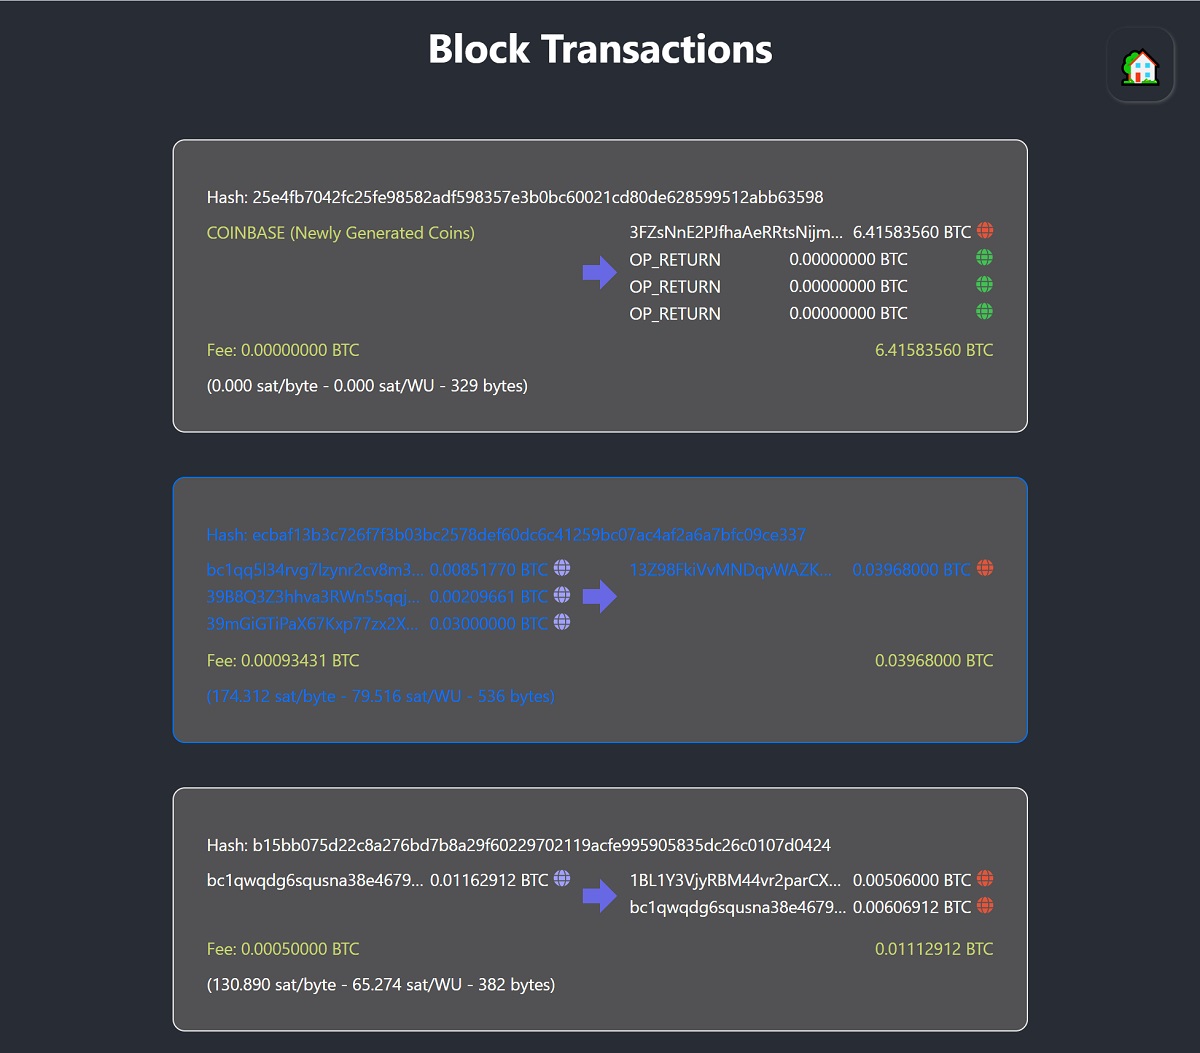 Block Transactions
Hash: 25e4fb7042fc25fe98582adf598357e3b0bc60021cd80de628599512abb63598
COINBASE (Newly Generated Coins)
3FZsNnE2PJfhaAeRRtsNijm... 6.41583560 BTC
OP_RETURN 0.00000000 BTC
OP_RETURN 0.00000000 BTC
OP_RETURN 0.00000000 BTC
Fee: 0.00000000 BTC 6.41583560 BTC
(0.000 sat/byte - 0.000 sat/WU - 329 bytes)
Hash: ecbaf13b3c726f7f3b03bc2578def60dc6c41259bc07ac4af2a6a7bfc09ce337
bc1qq5l34rvg7lzynr2cv8m3... 0.00851770 BTC 13Z98FkiVvMNDqvWAZK... 0.03968000 BTC
39B8Q3Z3hhva3RWn55qqj... 0.00209661 BTC
39mGiGTiPaX67Kxp77zx2X... 0.03000000 BTC
Fee: 0.00093431 BTC 0.03968000 BTC
(174.312 sat/byte - 79.516 sat/WU - 536 bytes)
Hash: b15bb075d22c8a276bd7b8a29f60229702119acfe995905835dc26c0107d0424
bc1qwqdg6squsna38e4679... 0.01162912 BTC 1BL1Y3VjyRBM44vr2parCX... 0.00506000 BTC
bc1qwqdg6squsna38e4679... 0.00606912 BTC
Fee: 0.00050000 BTC 0.01112912 BTC
(130.890 sat/byte - 65.274 sat/WU - 382 bytes)